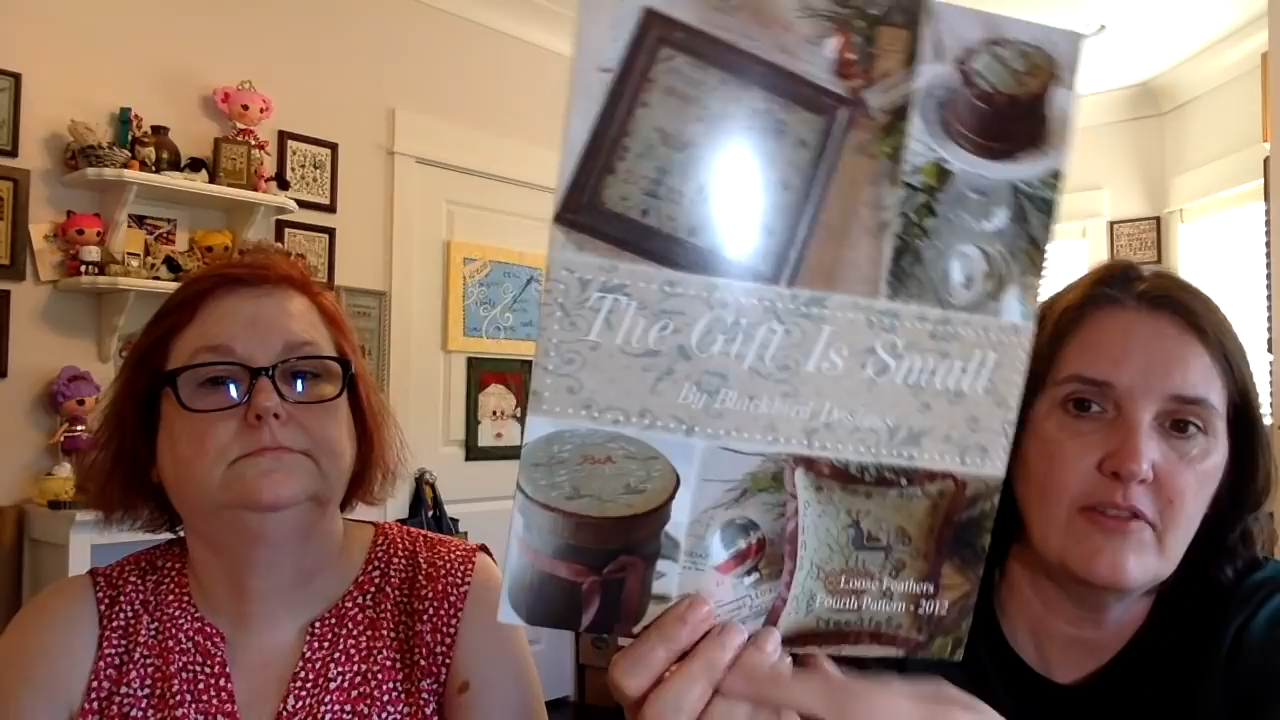 The Gift Is Small
By Blackbird Designs
Loose Feathers
Fourth Pattern • 2012